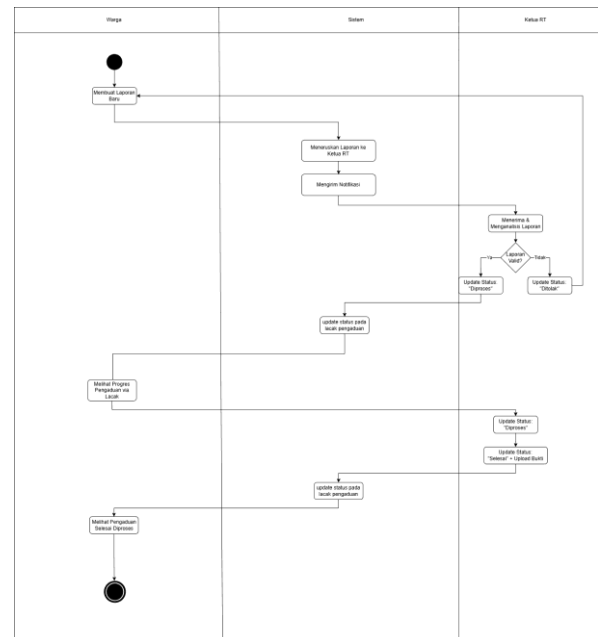 Warga
Sistem
Ketua RT
Membuat Laporan
Baru
Meneruskan Laporan ke
Ketua RT
Mengirim Notifikasi
Menerima &
Menganalisis Laporan
Laporan
Valid?
Ya
Tidak
Update Status:
"Diproses"
Update Status:
"Ditolak"
update status pada
lacak pengaduan
Melihat Progres
Pengaduan via
Lacak
Update Status:
"Diproses"
Update Status:
"Selesai" + Upload Bukti
update status pada
lacak pengaduan
Melihat Pengaduan
Selesai Diproses